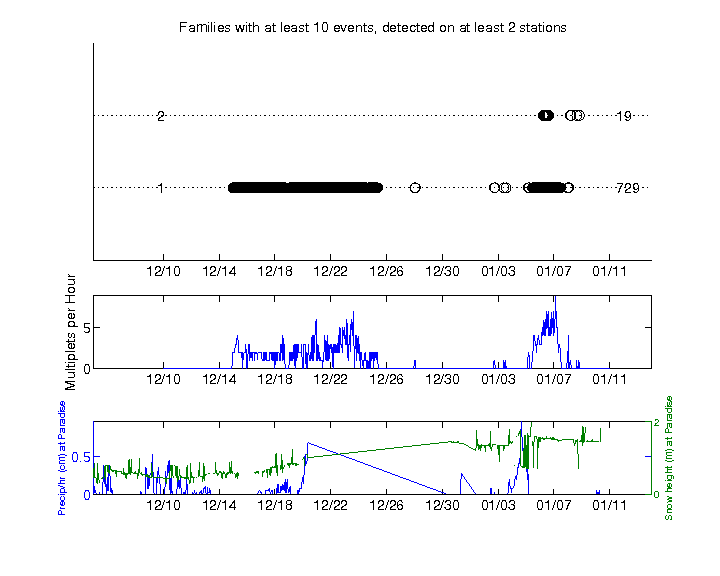 Families with at least 10 events, detected on at least 2 stations
2 19
1 729
12/10 12/14 12/18 12/22 12/26 12/30 01/03 01/07 01/11
Multiplets per Hour
5
0
12/10 12/14 12/18 12/22 12/26 12/30 01/03 01/07 01/11
Precip/hr (cm) at Paradise
0.5
0
2
1
0
Snow height (m) at Paradise
12/10 12/14 12/18 12/22 12/26 12/30 01/03 01/07 01/11